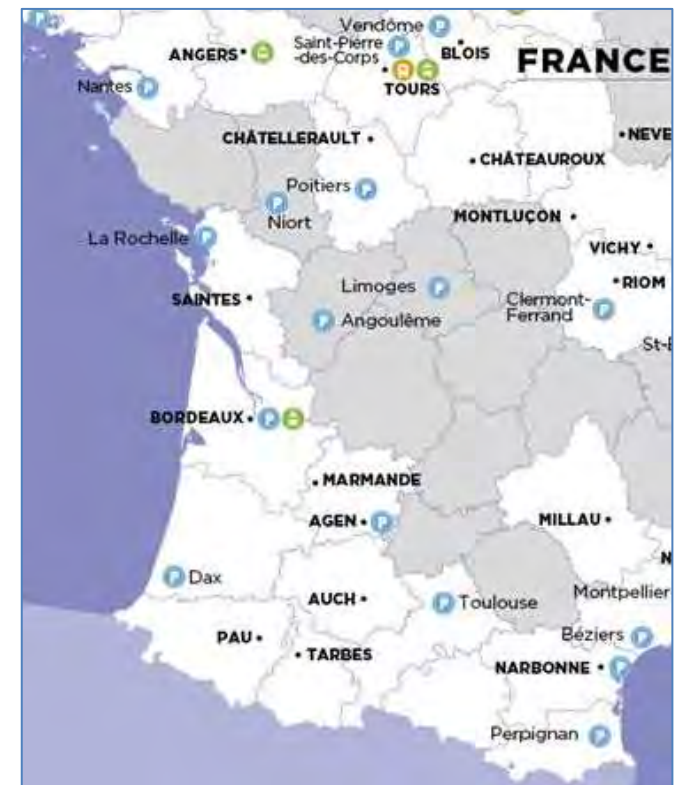 Vendôme P
Saint-Pierre P
-des-Corps
BLOIS
ANGERS
FRANCE
TOURS
Nantes P
CHÂTELLERAULT
NEVE
CHÂTEAUROUX
Poitiers P
P
Niort
MONTLUÇON
La Rochelle P
VICHY
RIOM
Limoges P
Clermont-
Ferrand P
SAINTES
P Angoulême
St-É
BORDEAUX P
MARMANDE
AGEN P
MILLAU
N
P Dax
Montpellier
AUCH
P Toulouse
Béziers P
PAU
TARBES
NARBONNE P
Perpignan P